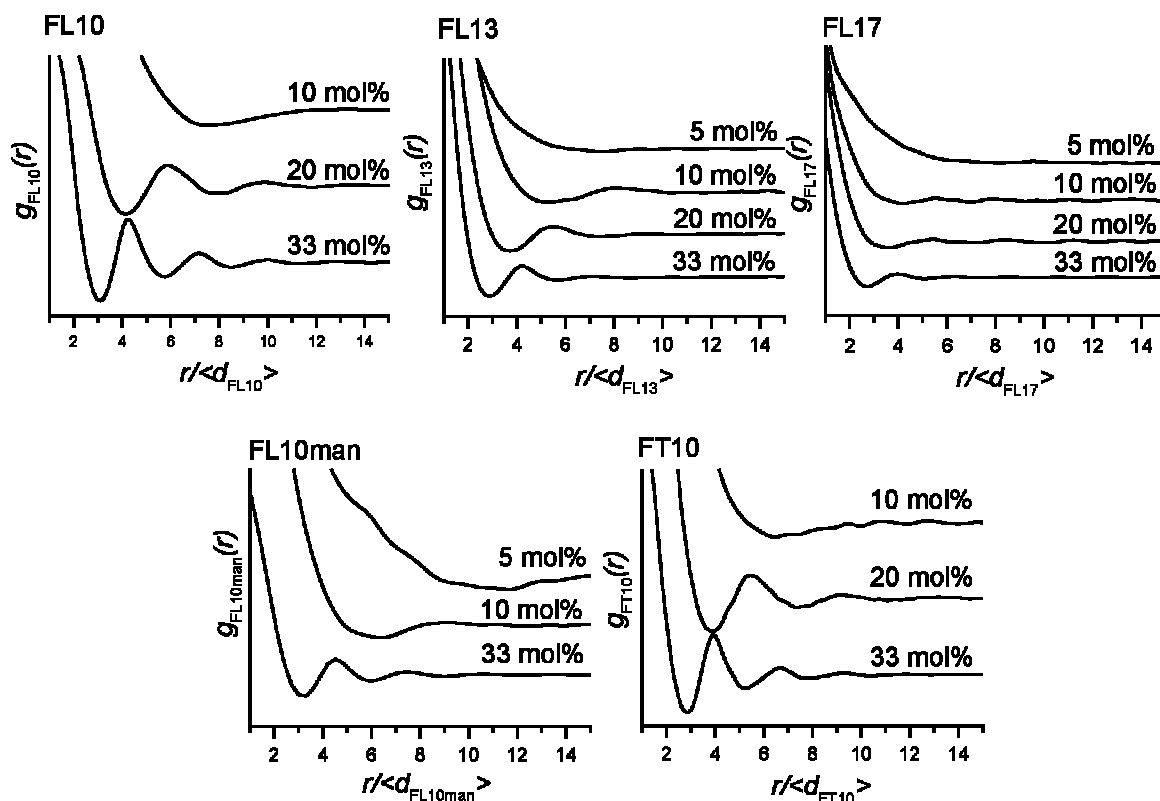 FL10
10 mol%
20 mol%
33 mol%
gFL10(r)
2 4 6 8 10 12 14
r/<dFL10>
FL13
5 mol%
10 mol%
20 mol%
33 mol%
gFL13(r)
2 4 6 8 10 12 14
r/<dFL13>
FL17
5 mol%
10 mol%
20 mol%
33 mol%
gFL17(r)
2 4 6 8 10 12 14
r/<dFL17>
FL10man
5 mol%
10 mol%
33 mol%
gFL10man(r)
2 4 6 8 10 12 14
r/<dFL10man>
FT10
10 mol%
20 mol%
33 mol%
gFT10(r)
2 4 6 8 10 12 14
r/<dFT10>